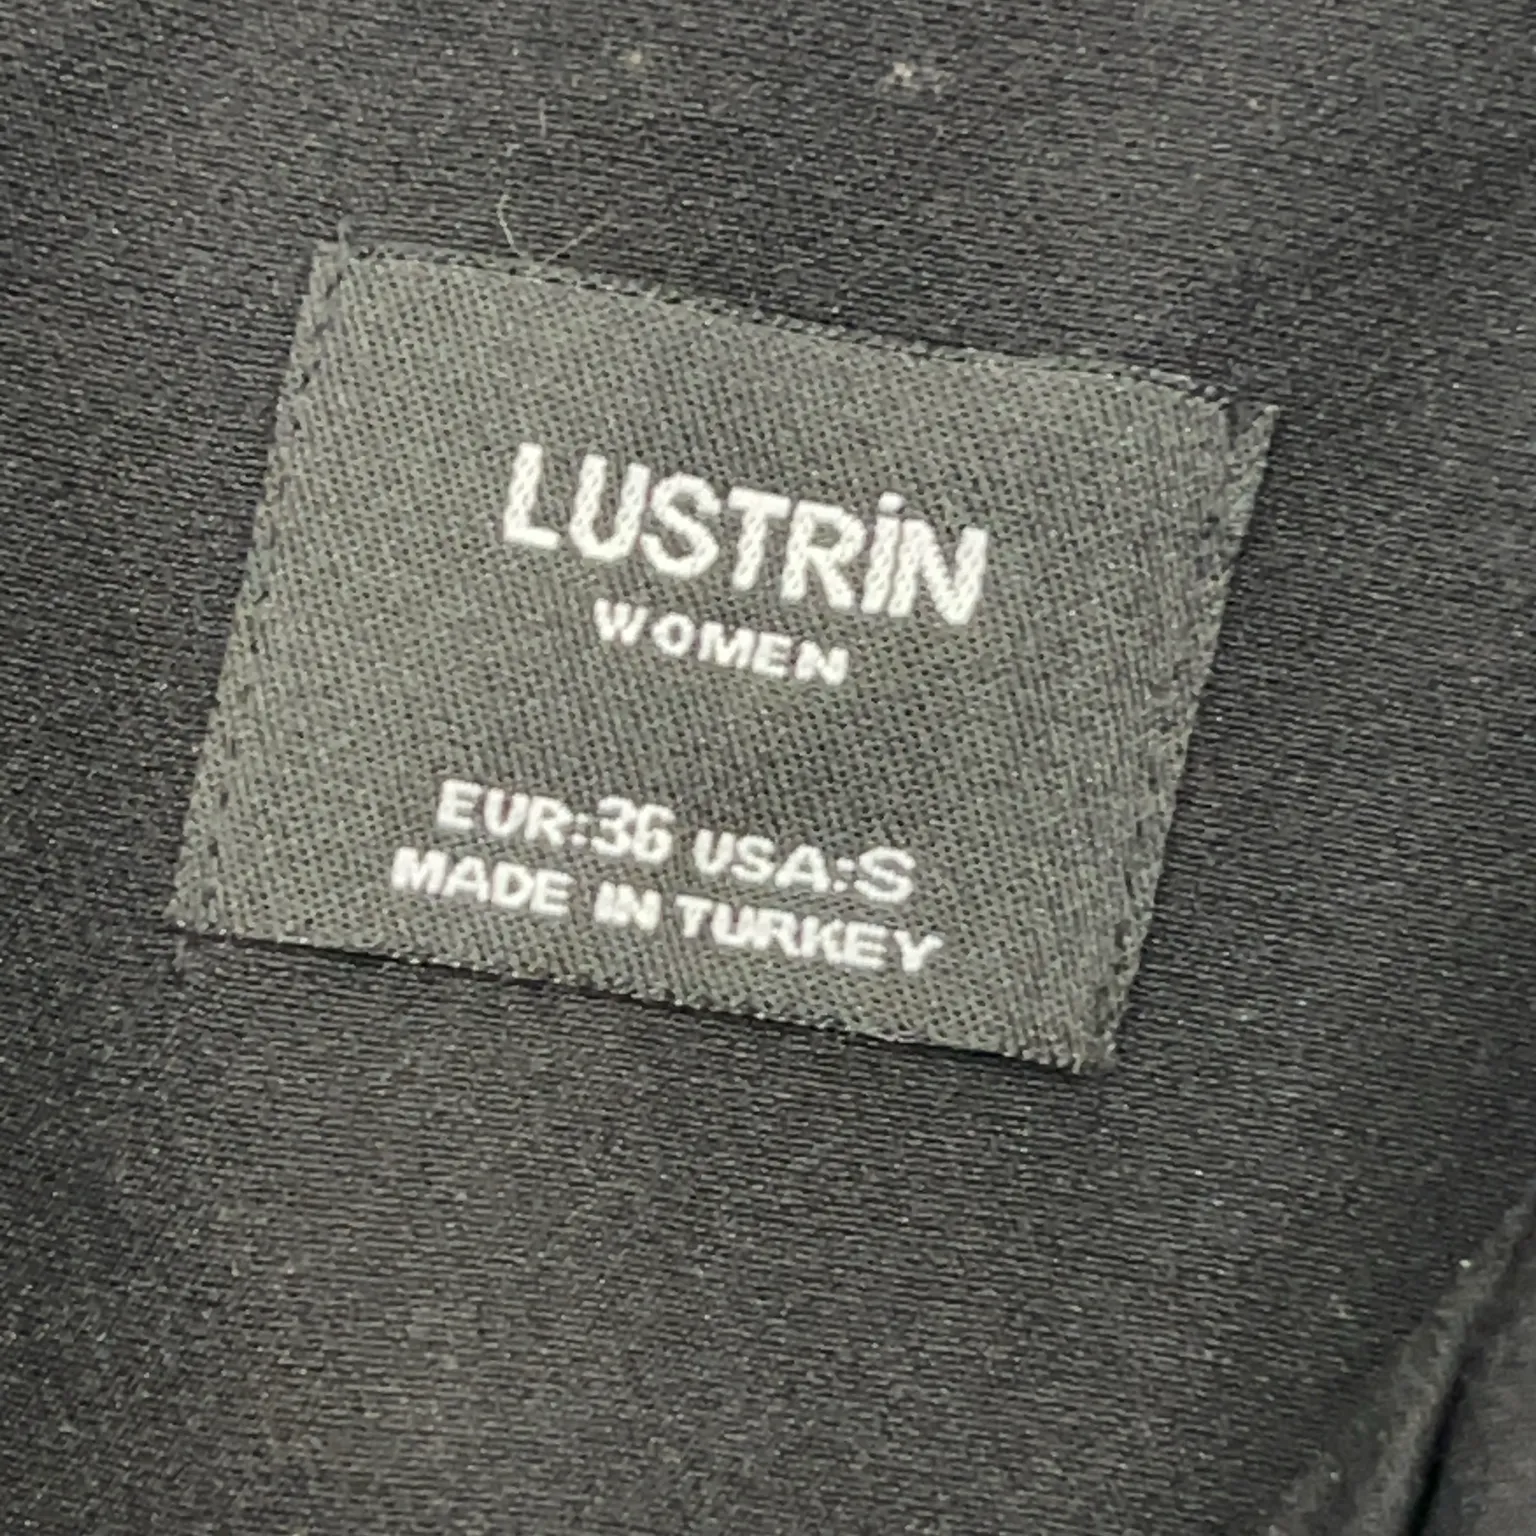 LUSTRİN
WOMEN
EUR:36 USA:S
MADE IN TURKEY